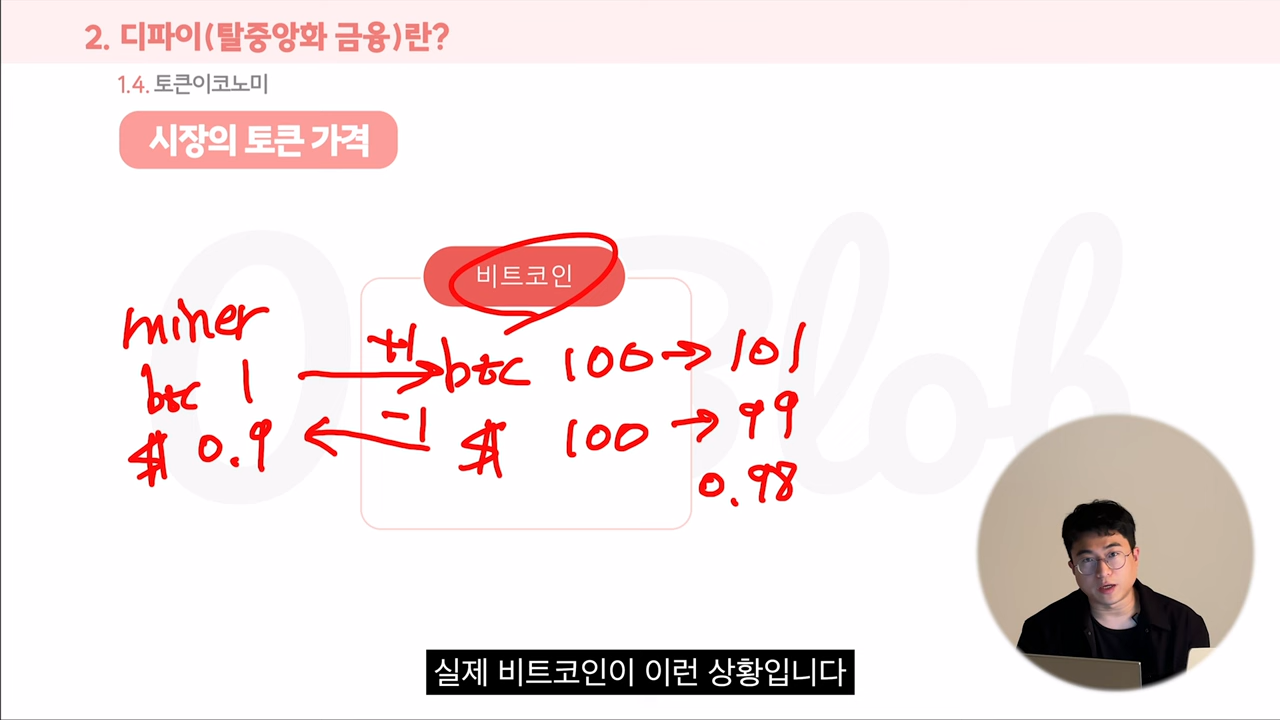 2. 디파이(탈중앙화 금융)란?
1.4. 토큰이코노미
시장의 토큰 가격
비트코인
miner
btc 1
$ 0.9
+1
-1
btc 100 → 101
$ 100 → 99
0.98
실제 비트코인이 이런 상황입니다